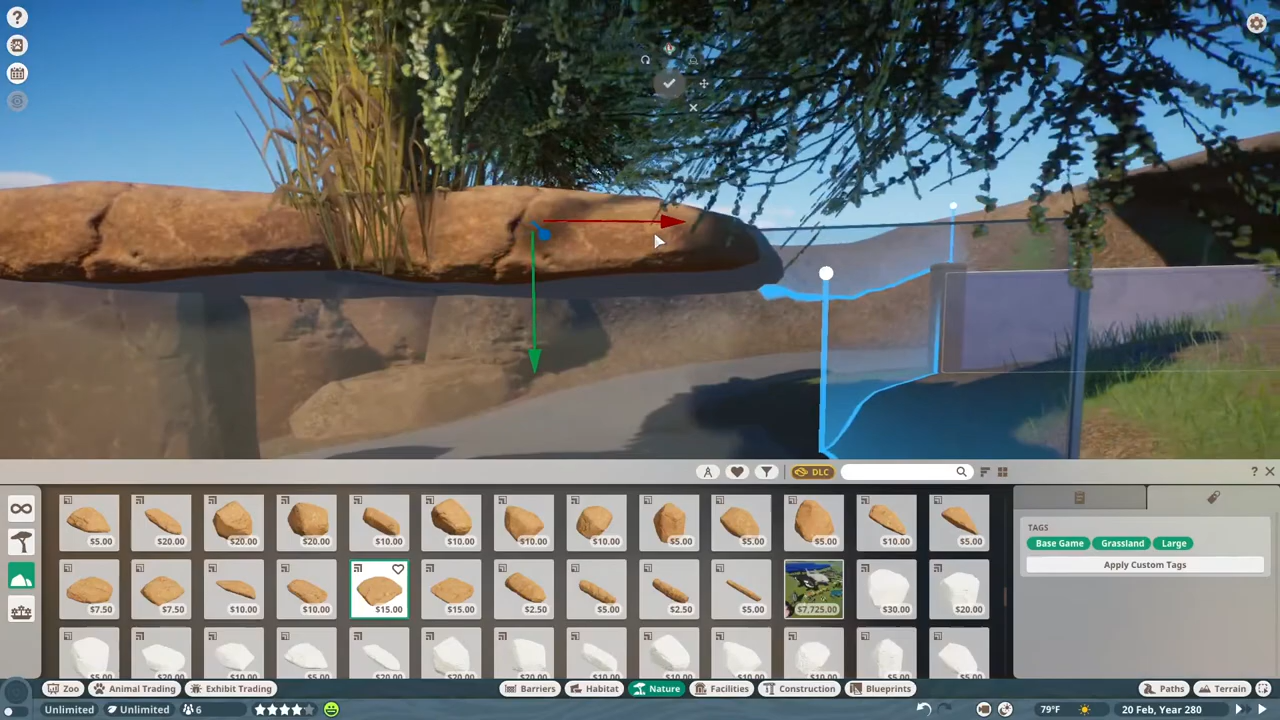 ?
DLC
? ×
$5.00 $20.00 $20.00 $20.00 $10.00 $10.00 $10.00 $10.00 $5.00 $5.00 $5.00 $10.00 $5.00
TAGS
Base Game Grassland Large
Apply Custom Tags
$7.50 $7.50 $10.00 $10.00 $15.00 $15.00 $2.50 $5.00 $2.50 $5.00 $7,725.00 $30.00 $20.00
Zoo Animal Trading Exhibit Trading Barriers Habitat Nature Facilities Construction Blueprints Paths Terrain
Unlimited Unlimited 6 79°F 20 Feb, Year 280